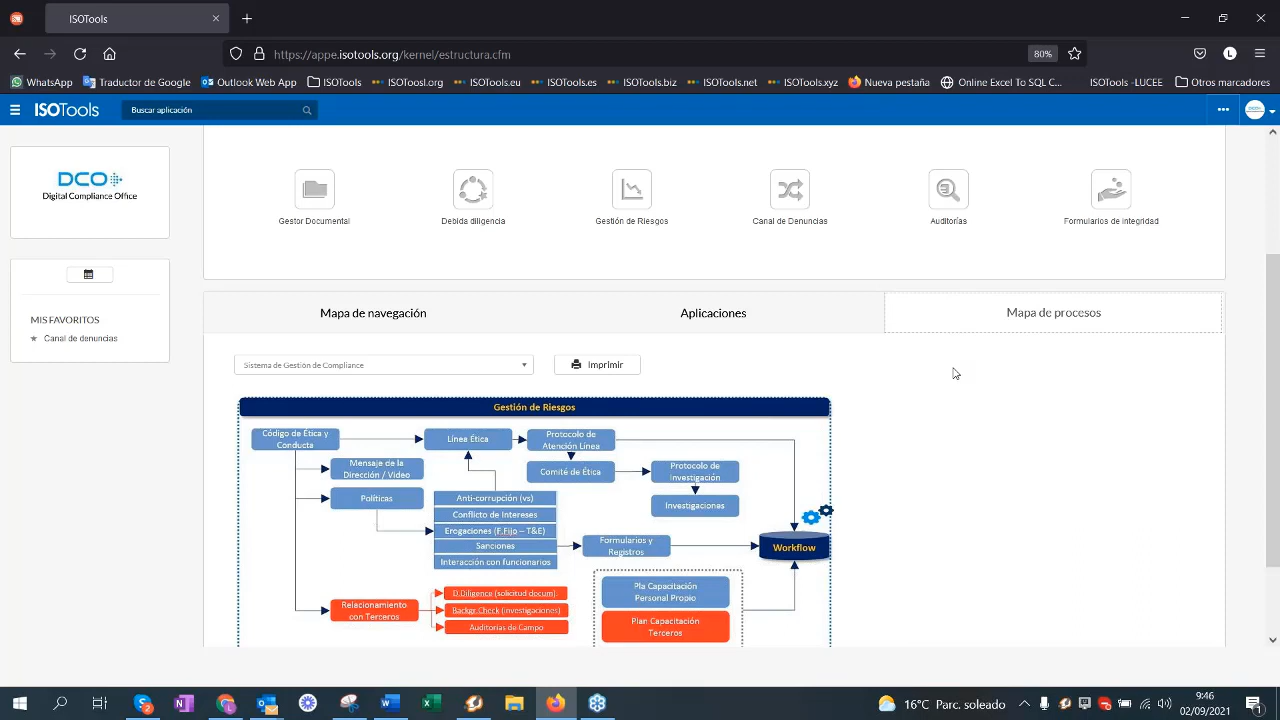 ISOTools
https://appe.isotools.org/kernel/estructura.cfm
80%
L
WhatsApp
Traductor de Google
Outlook Web App
ISOTools
ISOTools.org
ISOTools.eu
ISOTools.es
ISOTools.biz
ISOTools.net
ISOTools.xyz
Nueva pestaña
Online Excel To SQL C...
ISOTools -LUCEE
Otros marcadores
ISOTools
Buscar aplicación
DCO
Digital Compliance Office
Gestor Documental
Debida diligencia
Gestión de Riesgos
Canal de Denuncias
Auditorías
Formularios de integridad
MIS FAVORITOS
Canal de denuncias
Mapa de navegación
Aplicaciones
Mapa de procesos
Sistema de Gestión de Compliance
Imprimir
Gestión de Riesgos
Código de Ética y
Conducta
Línea Ética
Protocolo de
Atención Línea
Mensaje de la
Dirección / Video
Comité de Ética
Protocolo de
Investigación
Políticas
Anti-corrupción (vs)
Conflicto de Intereses
Erogaciones (F.Fijo – T&E)
Sanciones
Interacción con funcionarios
Investigaciones
Formularios y
Registros
Workflow
Relacionamiento
con Terceros
D.Diligence (solicitud docum)
Backgr.Check (investigaciones)
Auditorías de Campo
Pla Capacitación
Personal Propio
Plan Capacitación
Terceros
16°C Parc. soleado
9:46
02/09/2021